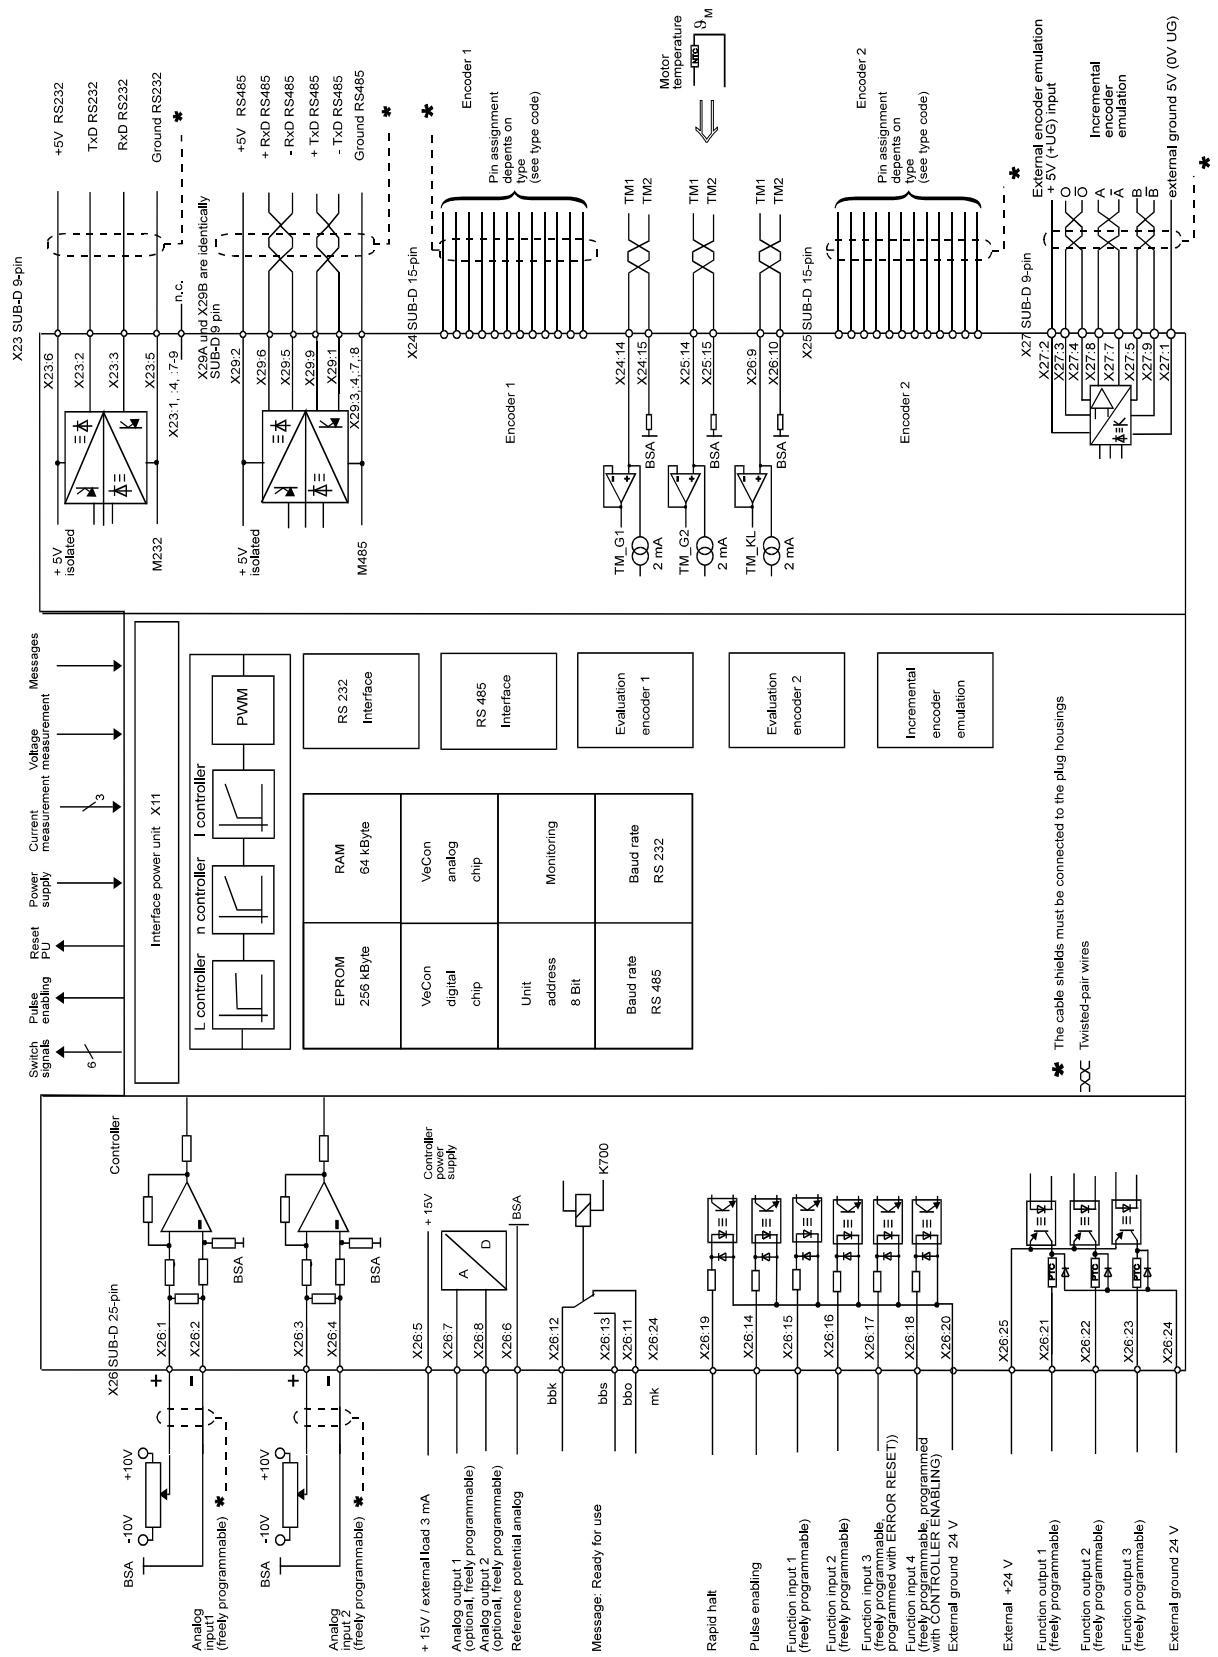 X23 SUB-D 9-pin
+5V RS232
TxD RS232
RxD RS232
Ground RS232
*
n.c.
X23:6
X23:2
X23:3
X23:5
X23:1, :4, :7-9
+ 5V
isolated
M232
X29A and X29B are identically
SUB-D 9 pin
+5V RS485
+ RxD RS485
- RxD RS485
+ TxD RS485
- TxD RS485
Ground RS485
*
X29:2
X29:6
X29:5
X29:9
X29:1
X29:3,:4,:7,:8
+ 5V
isolated
M485
X24 SUB-D 15-pin
*
Encoder 1
Pin assignment
depents on
type
(see type code)
Encoder 1
Motor
temperature
NTC
ϑM
TM1
TM2
TM1
TM2
TM1
TM2
X24:14
X24:15
X25:14
X25:15
X26:9
X26:10
BSA
BSA
BSA
TM_G1
2 mA
TM_G2
2 mA
TM_KL
2 mA
X25 SUB-D 15-pin
Encoder 2
Pin assignment
depents on
type
(see type code)
*
Encoder 2
X27 SUB-D 9-pin
External encoder emulation
+ 5V (+UG) input
O
O
A
A
B
B
Incremental
encoder
emulation
external ground 5V (0V UG)
*
X27:2
X27:3
X27:4
X27:8
X27:7
X27:5
X27:9
X27:1
Switch
signals
6
Pulse
enabling
Reset
PU
Power
supply
Current
measurement
3
Voltage
measurement
Messages
Interface power unit X11
L controller
n controller
I controller
PWM
RS 232
Interface
RS 485
Interface
Evaluation
encoder 1
Evaluation
encoder 2
Incremental
encoder
emulation
EPROM
256 kByte
RAM
64 kByte
VeCon
digital
chip
VeCon
analog
chip
Unit
address
8 Bit
Monitoring
Baud rate
RS 485
Baud rate
RS 232
* The cable shields must be connected to the plug housings
Twisted-pair wires
Controller
X26 SUB-D 25-pin
X26:1
X26:2
+
-
BSA
-10V
+10V
BSA
Analog
input1
(freely programmable) *
X26:3
X26:4
+
-
BSA
-10V
+10V
BSA
Analog
input 2
(freely programmable) *
+ 15V
Controller
power
supply
A
D
BSA
X26:5
X26:7
X26:8
X26:6
+ 15V / external load 3 mA
Analog output 1
(optional, freely programmable)
Analog output 2
(optional, freely programmable)
Reference potential analog
K700
X26:12
X26:13
X26:11
X26:24
bbk
bbs
bbo
mk
Message: Ready for use
X26:19
X26:14
X26:15
X26:16
X26:17
X26:18
X26:20
Rapid halt
Pulse enabling
Function input 1
(freely programmable)
Function input 2
(freely programmable)
Function input 3
(freely programmable,
programmed with ERROR RESET))
Function input 4
(freely programmable, programmed
with CONTROLLER ENABLING)
External ground 24 V
PTC
PTC
PTC
X26:25
X26:21
X26:22
X26:23
X26:24
External +24 V
Function output 1
(freely programmable)
Function output 2
(freely programmable)
Function output 3
(freely programmable)
External ground 24 V